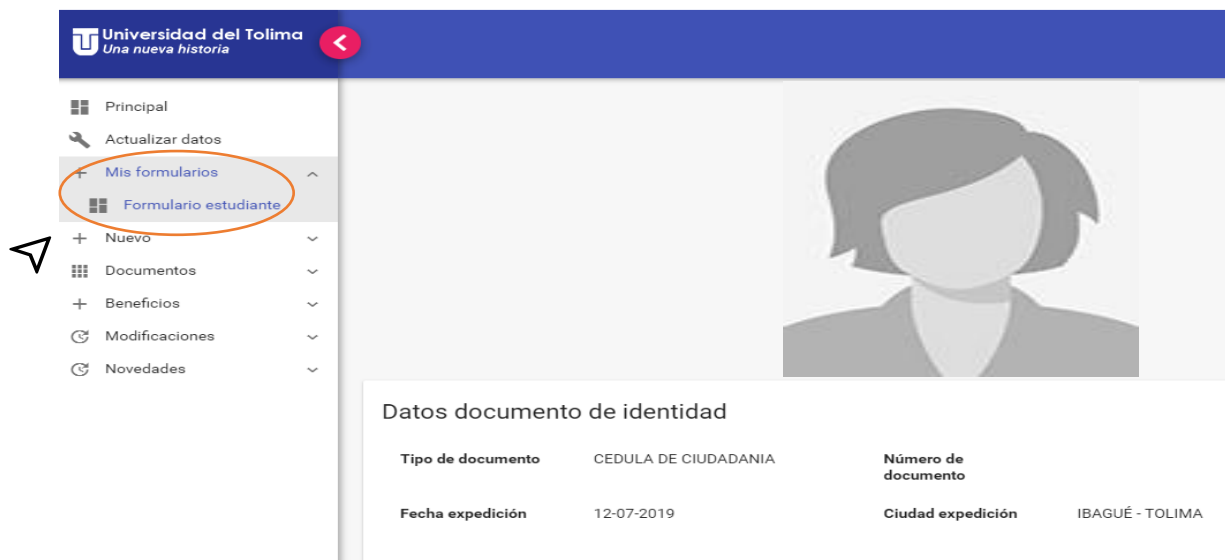 Universidad del Tolima
Una nueva historia
Principal
Actualizar datos
Mis formularios
Formulario estudiante
Nuevo
Documentos
Beneficios
Modificaciones
Novedades
Datos documento de identidad
Tipo de documento CEDULA DE CIUDADANIA Número de
documento
Fecha expedición 12-07-2019 Ciudad expedición IBAGUÉ - TOLIMA